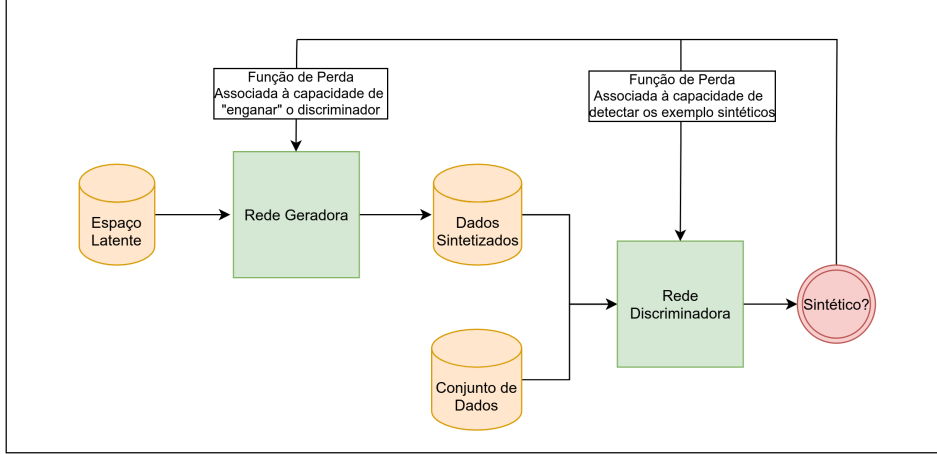 Função de Perda
Associada à capacidade de
"enganar" o discriminador
Função de Perda
Associada à capacidade de
detectar os exemplo sintéticos
Espaço
Latente
Rede Geradora
Dados
Sintetizados
Rede
Discriminadora
Sintético?
Conjunto de
Dados